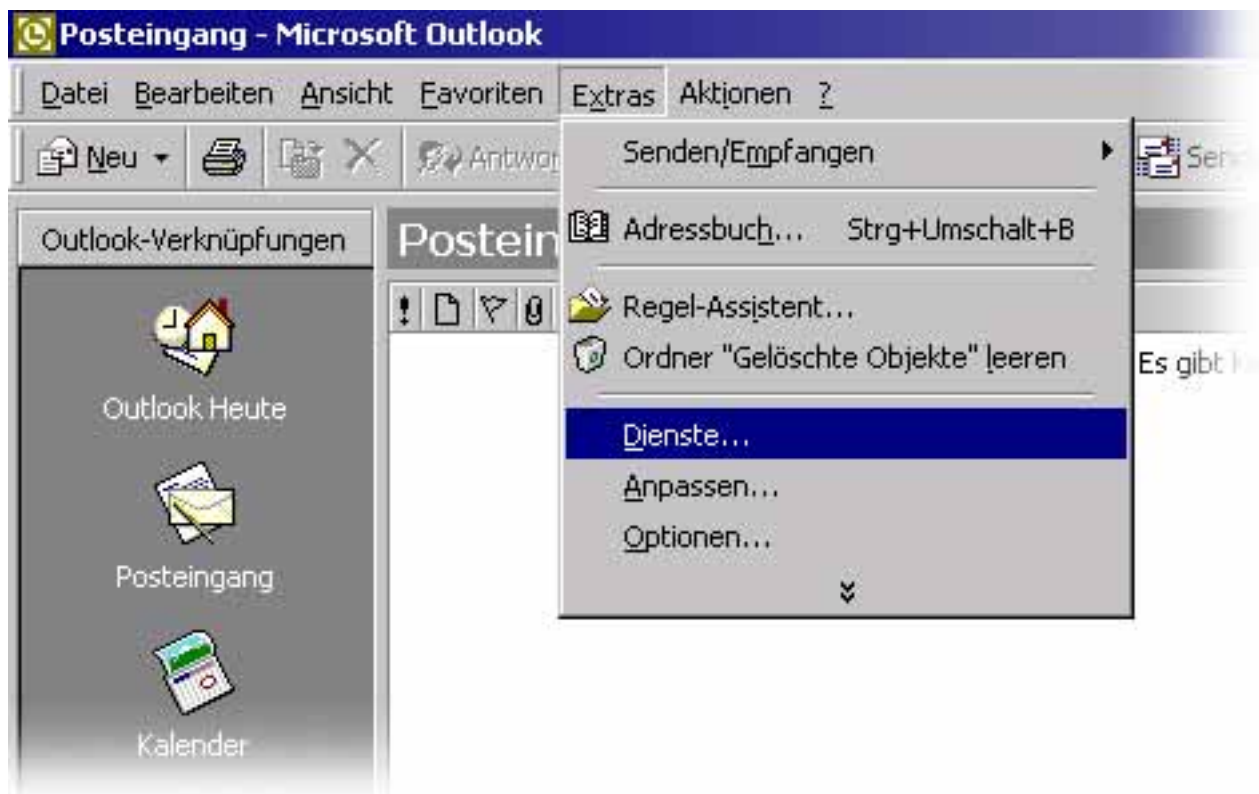 Posteingang - Microsoft Outlook
Datei Bearbeiten Ansicht Favoriten Extras Aktionen ?
Neu
Senden/Empfangen
Outlook-Verknüpfungen
Adressbuch... Strg+Umschalt+B
Regel-Assistent...
Ordner "Gelöschte Objekte" leeren
Es gibt
Outlook Heute
Dienste...
Anpassen...
Optionen...
Posteingang
Kalender